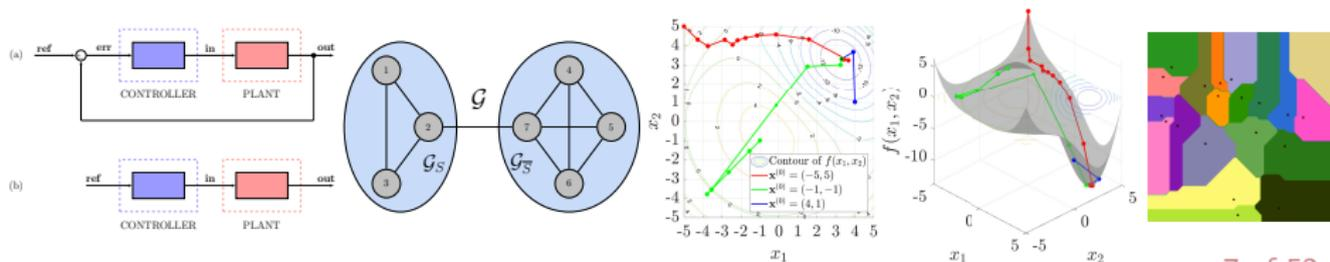 (a)
ref
err
in
out
CONTROLLER
PLANT
(b)
ref
in
out
CONTROLLER
PLANT
1
2
3
4
5
6
7
𝒢
𝒢_S
𝒢_S̅
5
4
3
2
1
0
-1
-2
-3
-4
-5
x₂
-5 -4 -3 -2 -1 0 1 2 3 4 5
x₁
Contour of f(x₁, x₂)
x⁽⁰⁾ = (−5, 5)
x⁽⁰⁾ = (−1, −1)
x⁽⁰⁾ = (4, 1)
f(x₁, x₂)
5
0
-5
-10
-5
0
5
x₁
-5
0
5
x₂